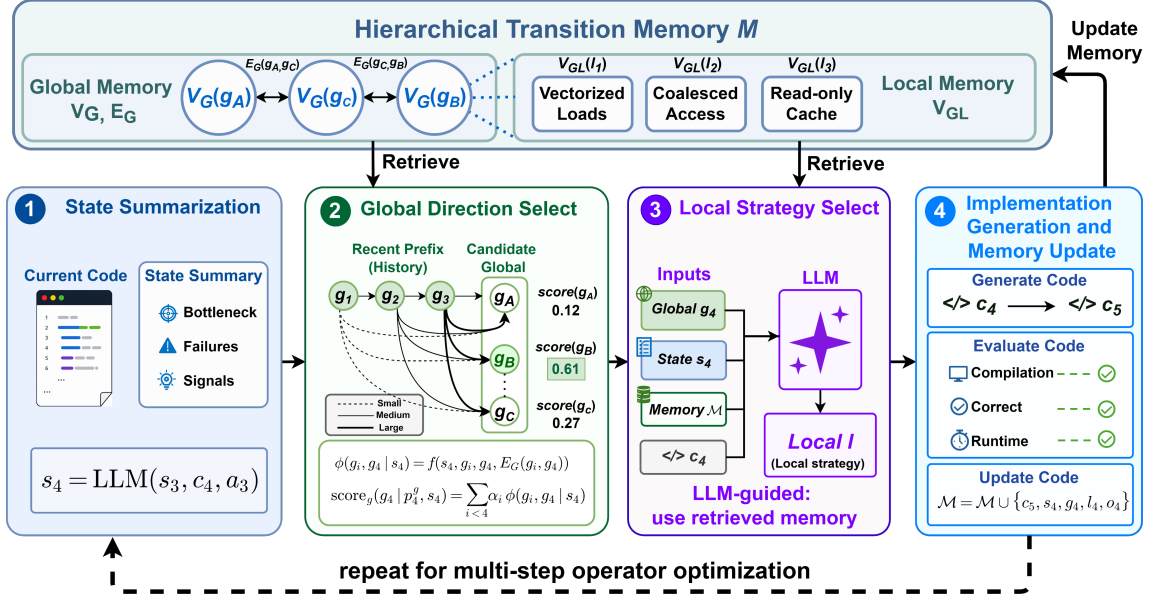 Hierarchical Transition Memory M
Update
Memory
Global Memory
V_G, E_G
V_G(g_A)
E_G(g_A,g_C)
V_G(g_C)
E_G(g_C,g_B)
V_G(g_B)
V_GL(l_1)
Vectorized
Loads
V_GL(l_2)
Coalesced
Access
V_GL(l_3)
Read-only
Cache
Local Memory
V_GL
Retrieve
Retrieve
1 State Summarization
Current Code
1
2
3
4
5
6
...
...
State Summary
Bottleneck
Failures
Signals
s_4 = LLM(s_3, c_4, a_3)
2 Global Direction Select
Recent Prefix
(History)
Candidate
Global
g_1
g_2
g_3
g_A
g_B
g_C
score(g_A)
0.12
score(g_B)
0.61
score(g_c)
0.27
Small
Medium
Large
ϕ(g_i, g_4 | s_4) = f(s_4, g_i, g_4, E_G(g_i, g_4))
score_g(g_4 | p_4^g, s_4) = ∑_{i<4} α_i ϕ(g_i, g_4 | s_4)
3 Local Strategy Select
Inputs
Global g_4
State s_4
Memory ℳ
</> c_4
LLM
Local l
(Local strategy)
LLM-guided:
use retrieved memory
4 Implementation
Generation and
Memory Update
Generate Code
</> c_4
</> c_5
Evaluate Code
Compilation
Correct
Runtime
Update Code
ℳ = ℳ ∪ {c_5, s_4, g_4, l_4, o_4}
repeat for multi-step operator optimization